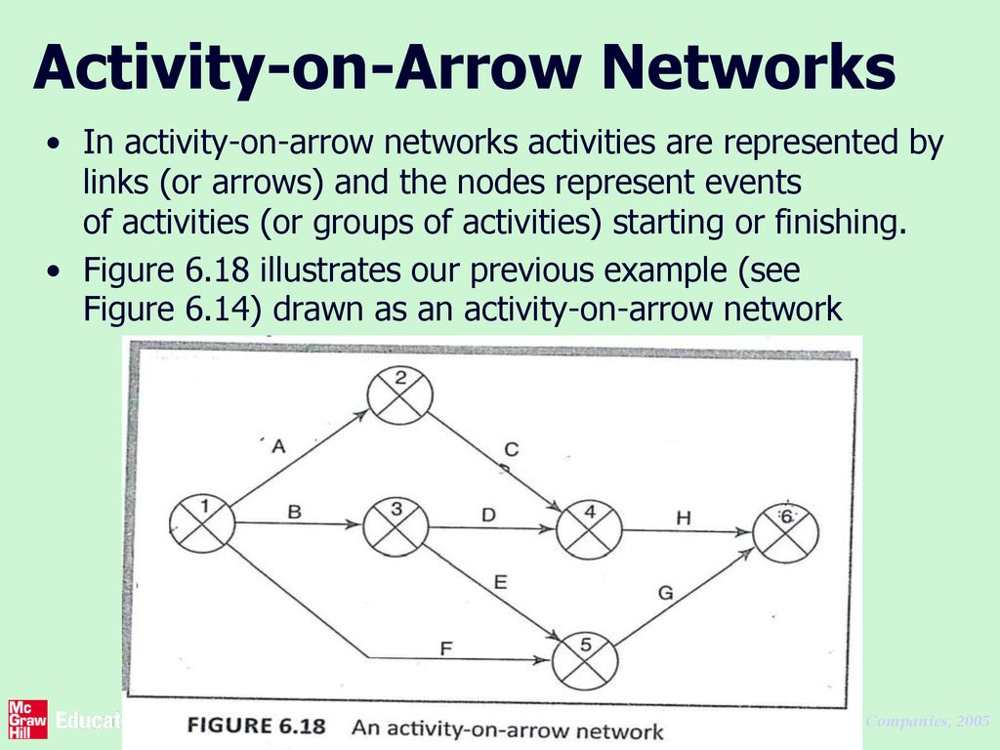 Activity-on-Arrow Networks
• In activity-on-arrow networks activities are represented by
links (or arrows) and the nodes represent events
of activities (or groups of activities) starting or finishing.
• Figure 6.18 illustrates our previous example (see
Figure 6.14) drawn as an activity-on-arrow network
2
A
C
1
B
3
D
4
H
6
E
G
F
5
FIGURE 6.18 An activity-on-arrow network
Mc
Graw
Hill
Companies, 2005